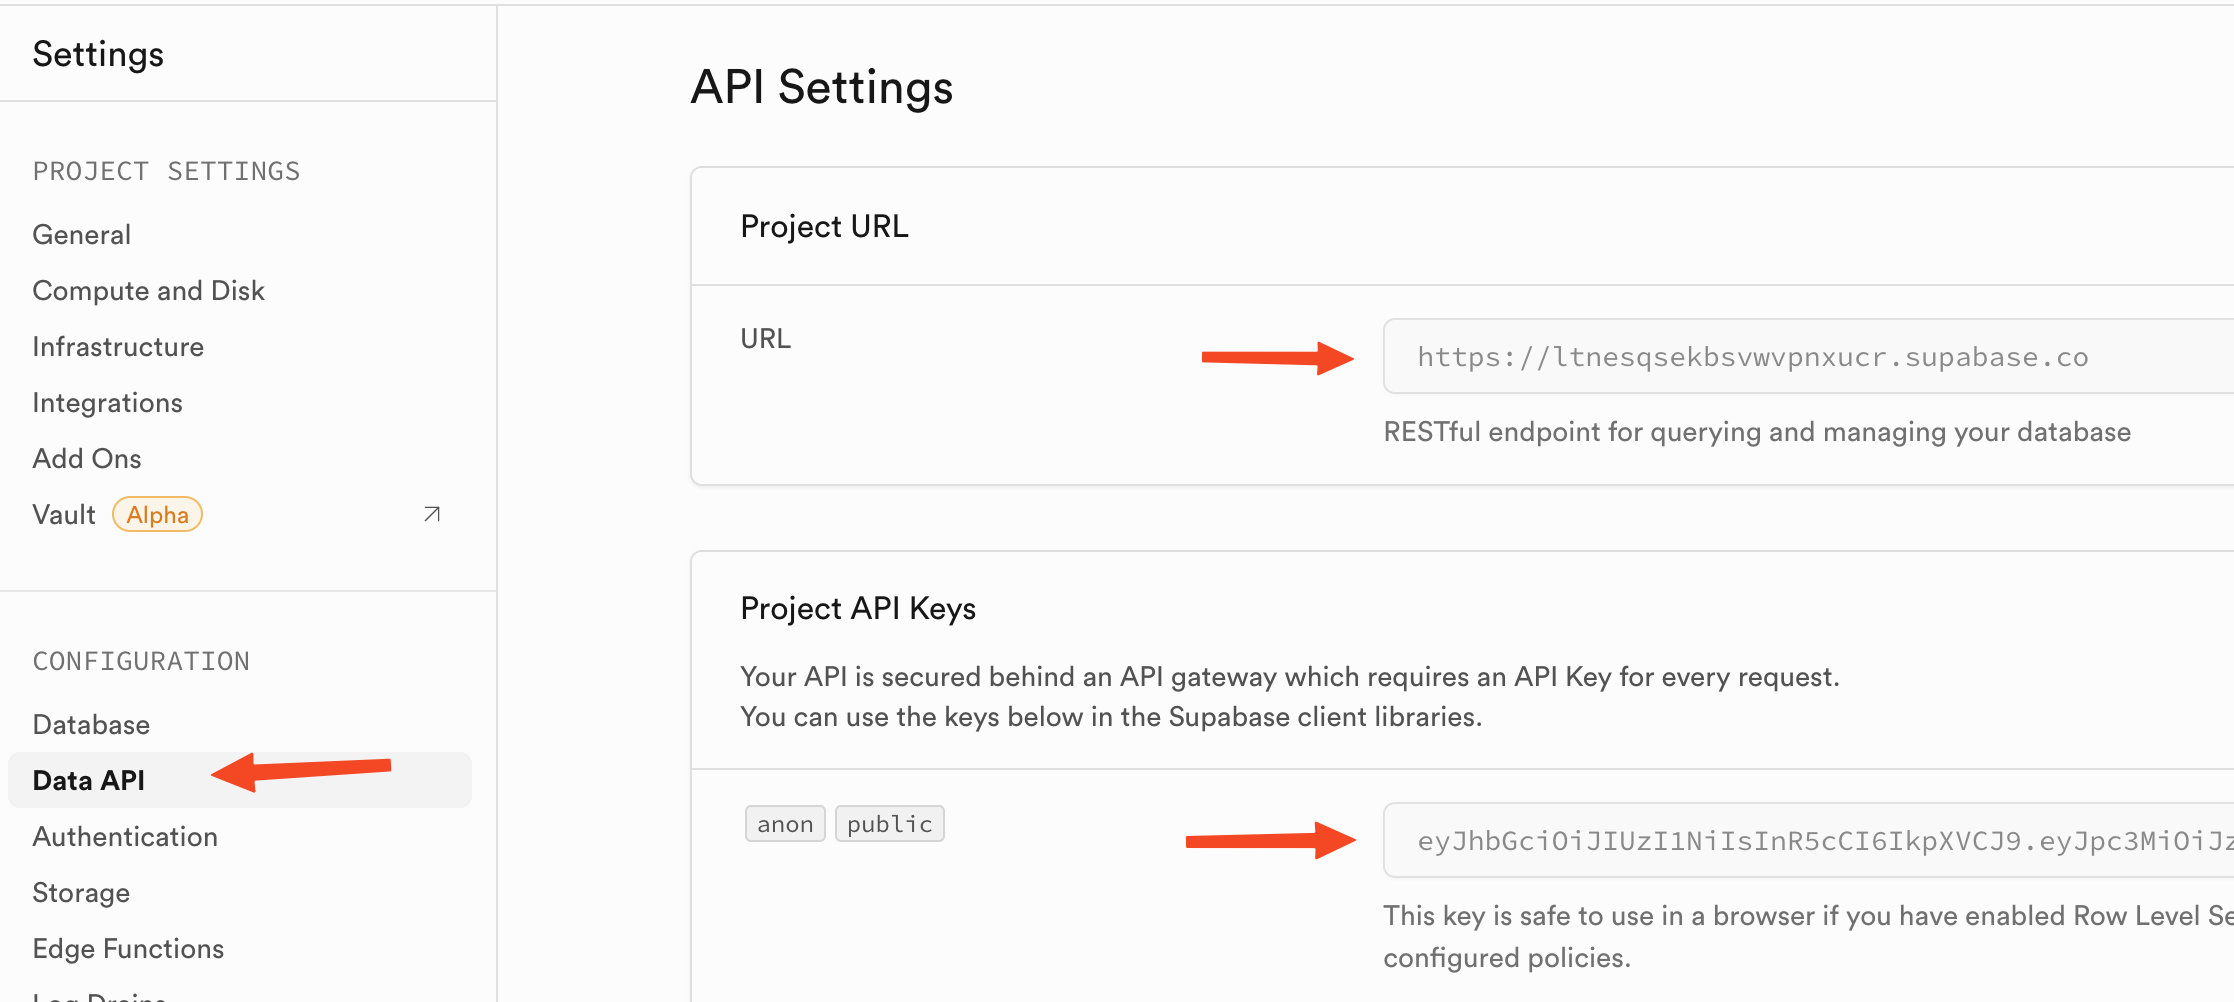 Settings
PROJECT SETTINGS
General
Compute and Disk
Infrastructure
Integrations
Add Ons
Vault Alpha
CONFIGURATION
Database
Data API
Authentication
Storage
Edge Functions
Log Drains
API Settings
Project URL
URL
https://ltnesqsekbsvwvpnxucr.supabase.co
RESTful endpoint for querying and managing your database
Project API Keys
Your API is secured behind an API gateway which requires an API Key for every request.
You can use the keys below in the Supabase client libraries.
anon public
eyJhbGciOiJIUzI1NiIsInR5cCI6IkpXVCJ9.eyJpc3MiOiJz
This key is safe to use in a browser if you have enabled Row Level Se
configured policies.